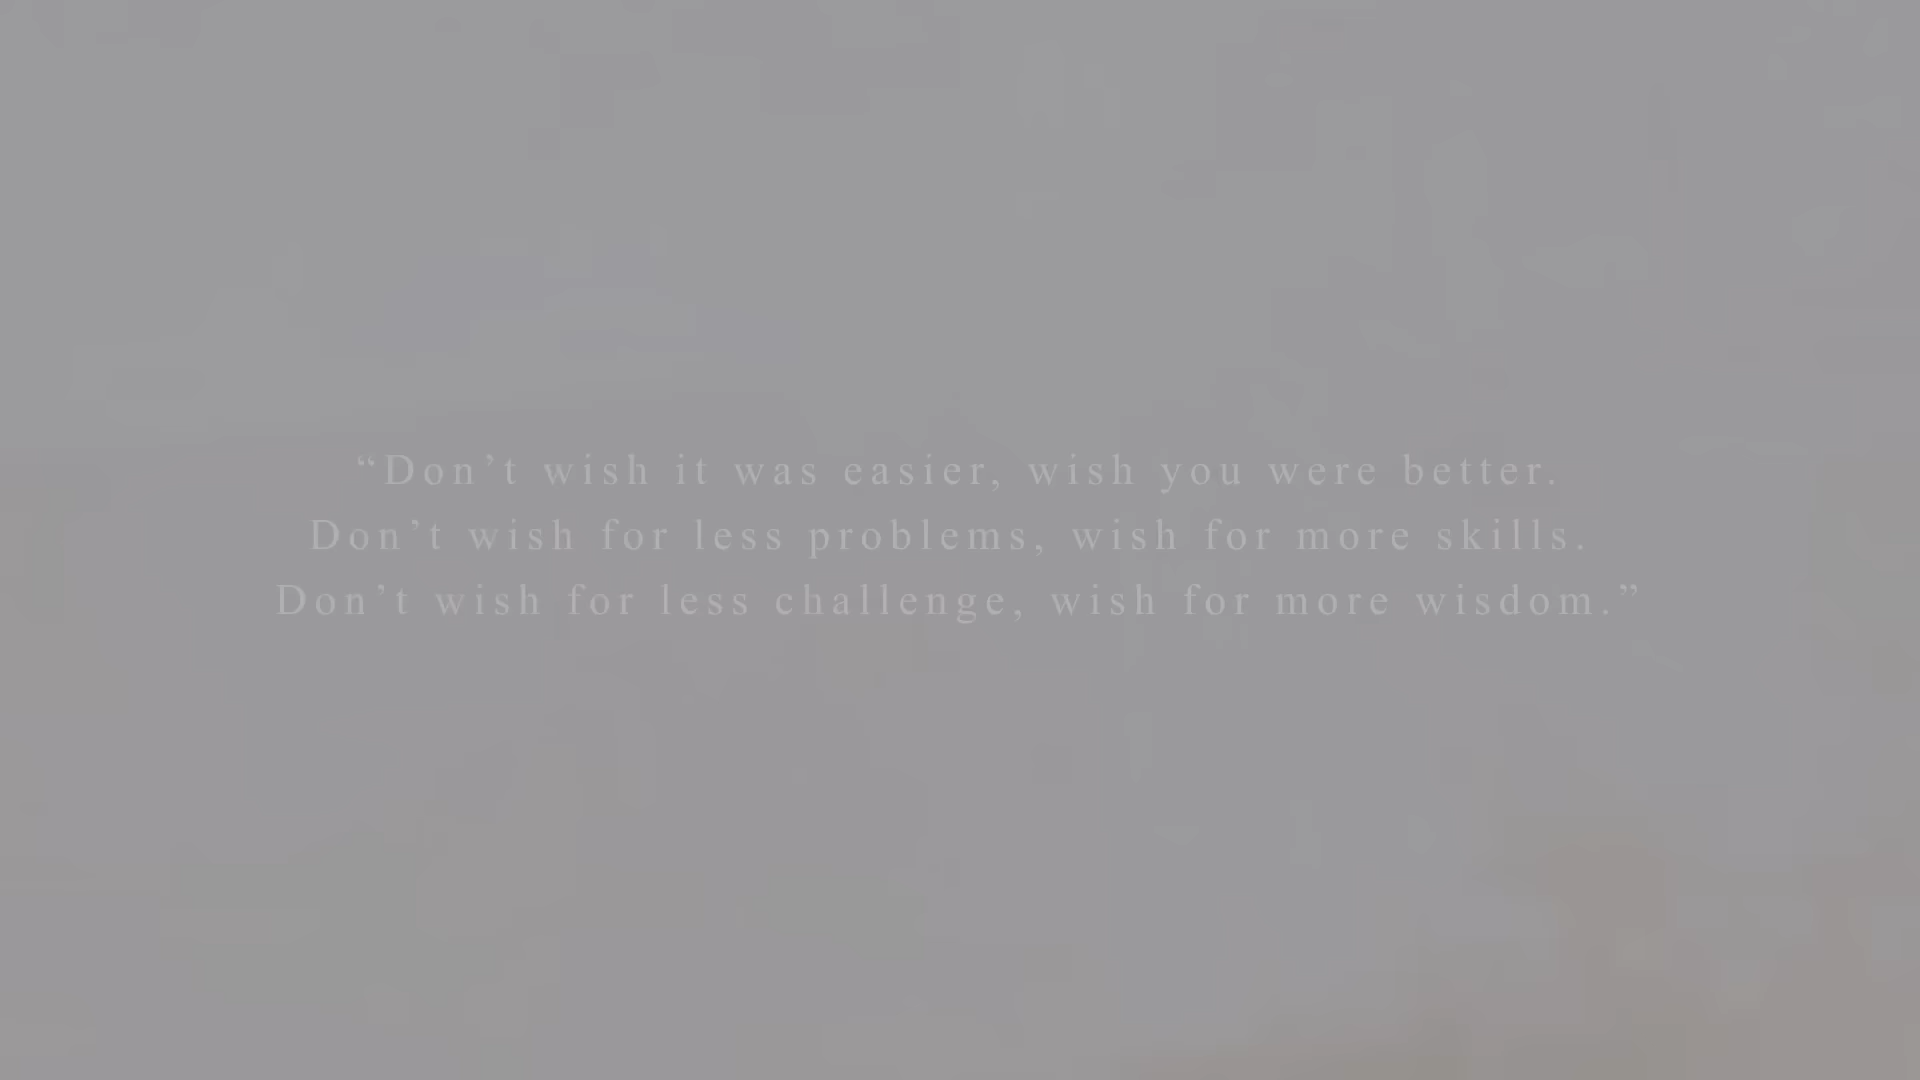 “Don’t wish it was easier, wish you were better.
Don’t wish for less problems, wish for more skills.
Don’t wish for less challenge, wish for more wisdom.”